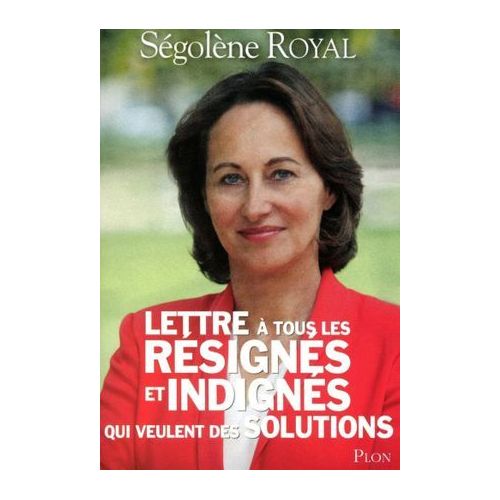 Ségolène ROYAL
LETTRE À TOUS LES
RÉSIGNÉS
ET INDIGNÉS
QUI VEULENT DES SOLUTIONS
PLON